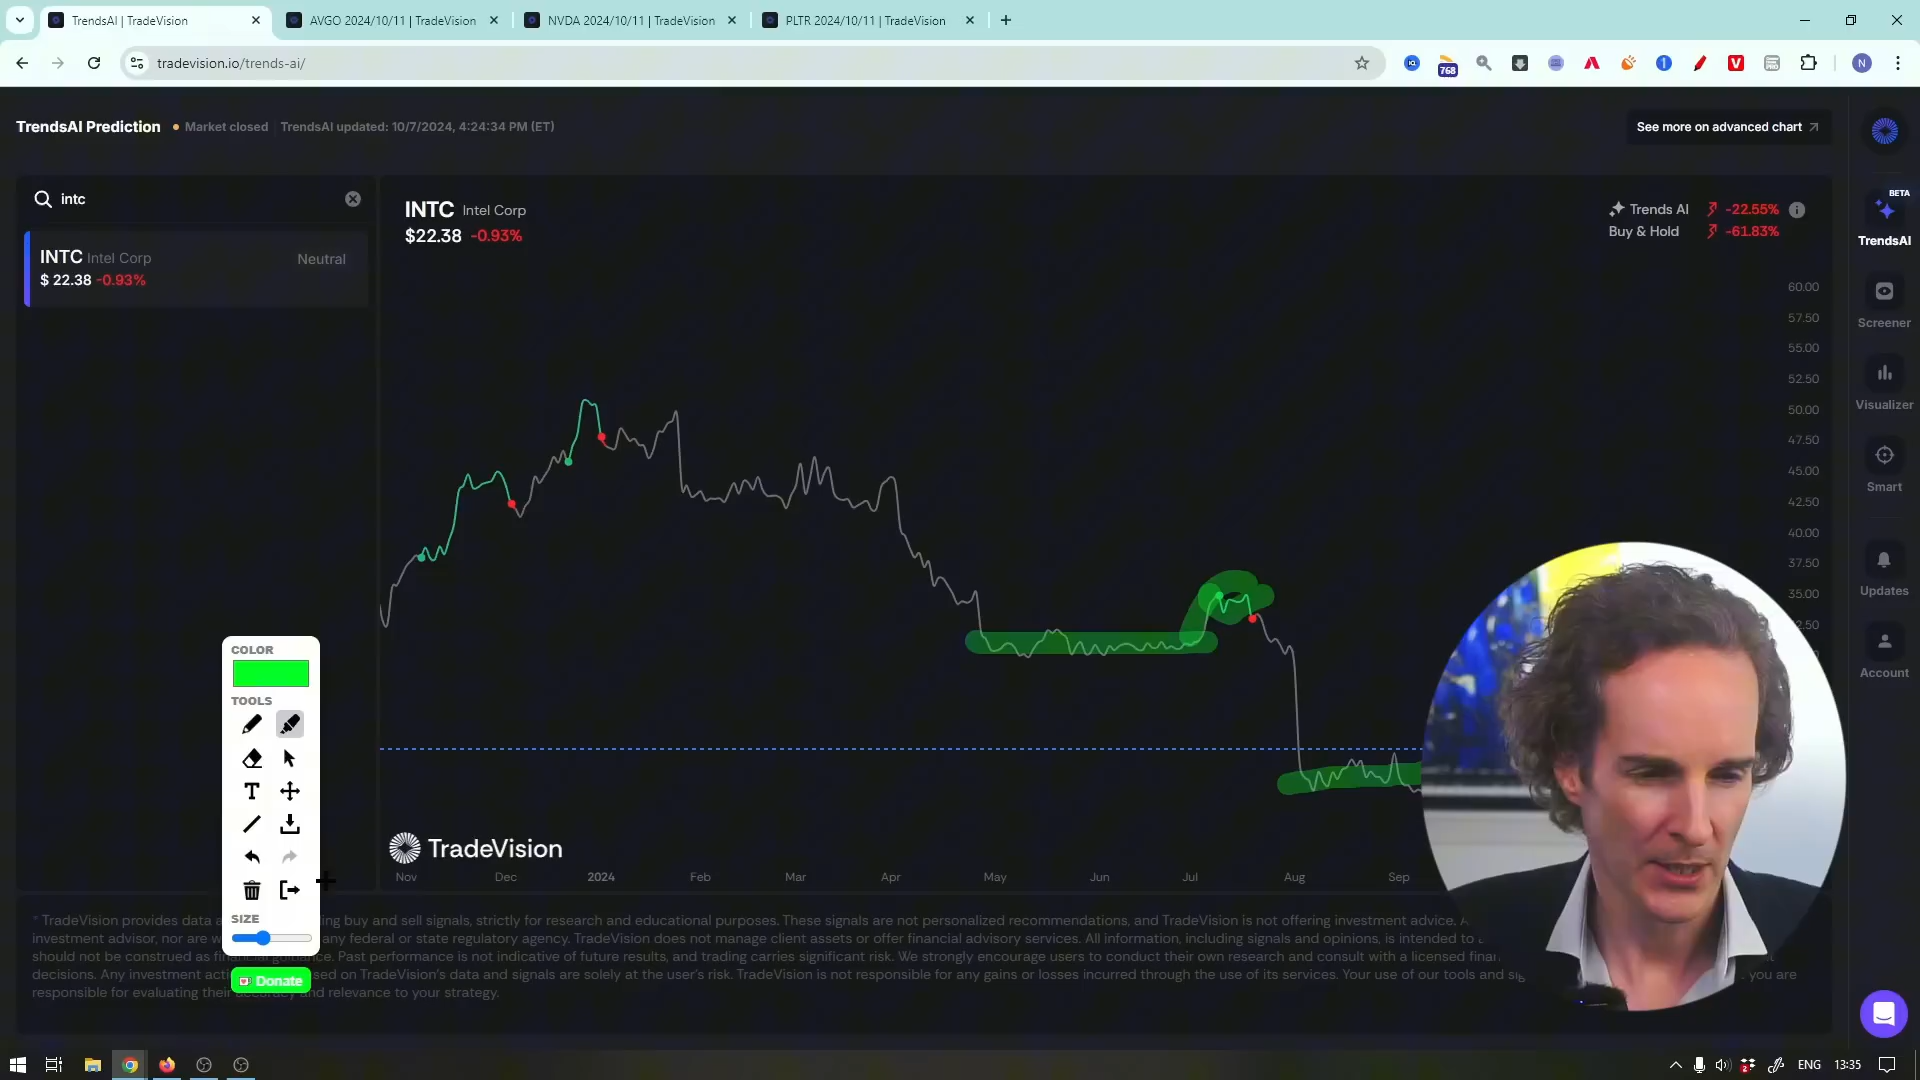 TrendsAI | TradeVision
AVGO 2024/10/11 | TradeVision
NVDA 2024/10/11 | TradeVision
PLTR 2024/10/11 | TradeVision
tradevision.io/trends-ai/
768
N
TrendsAI Prediction
Market closed
TrendsAI updated: 10/7/2024, 4:24:34 PM (ET)
See more on advanced chart
intc
INTC Intel Corp
Neutral
$ 22.38 -0.93%
INTC Intel Corp
$22.38 -0.93%
Trends AI -22.55%
Buy & Hold -61.83%
60.00
57.50
55.00
52.50
50.00
47.50
45.00
42.50
40.00
37.50
35.00
BETA
TrendsAI
Screener
Visualizer
Smart
Updates
Account
COLOR
TOOLS
SIZE
Donate
TradeVision
Nov Dec 2024 Feb Mar Apr May Jun Jul Aug Sep
* TradeVision provides data a ing buy and sell signals, strictly for research and educational purposes. These signals are not personalized recommendations, and TradeVision is not offering investment advice.
investment advisor, nor are w any federal or state regulatory agency. TradeVision does not manage client assets or offer financial advisory services. All information, including signals and opinions, is intended to
should not be construed as financial guidance. Past performance is not indicative of future results, and trading carries significant risk. We strongly encourage users to conduct their own research and consult with a licensed finan
decisions. Any investment act sed on TradeVision's data and signals are solely at the user's risk. TradeVision is not responsible for any gains or losses incurred through the use of its services. Your use of our tools and sig you are
responsible for evaluating their accuracy and relevance to your strategy.
ENG
13:35